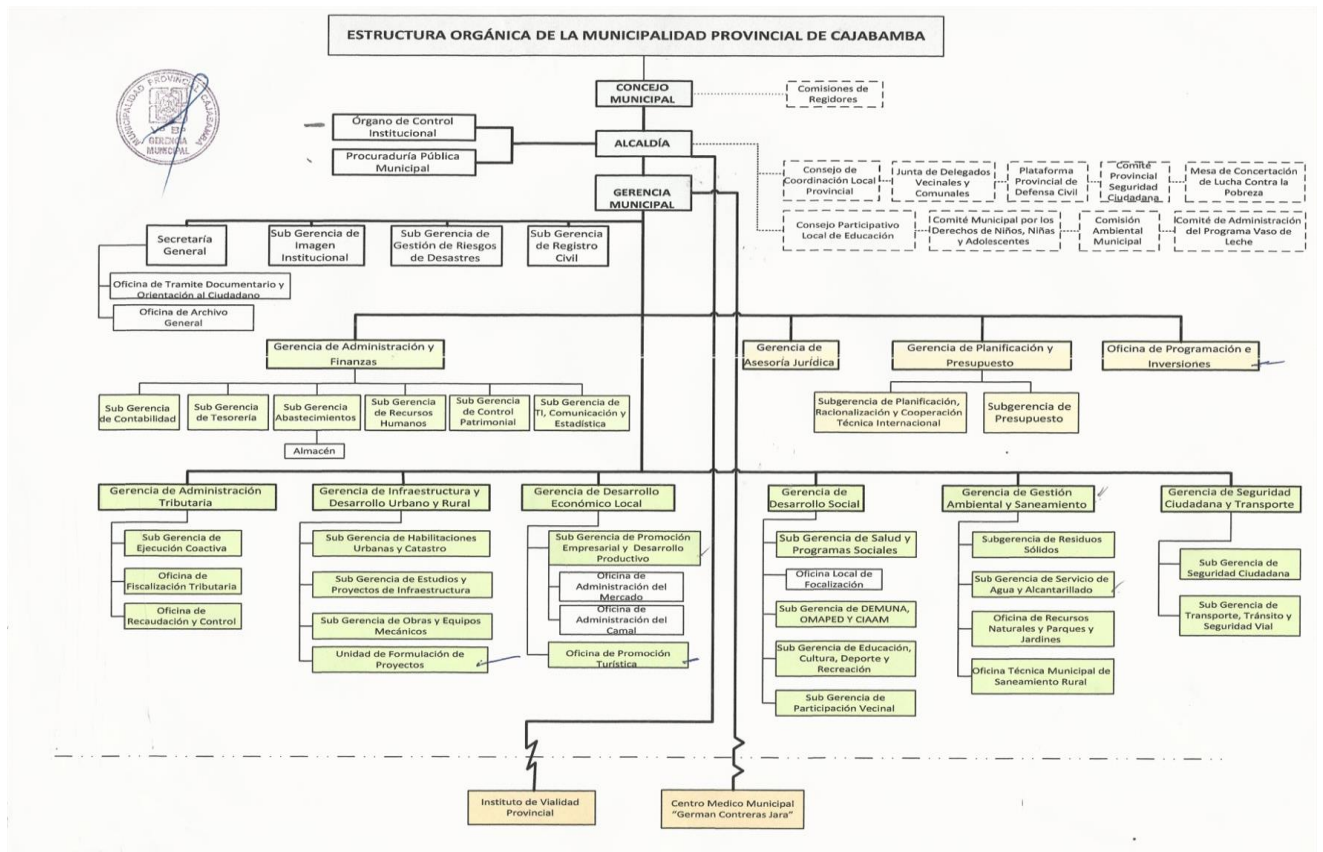 ESTRUCTURA ORGÁNICA DE LA MUNICIPALIDAD PROVINCIAL DE CAJABAMBA
MUNICIPALIDAD PROVINCIAL CAJABAMBA
Vº Bº
GERENCIA
MUNICIPAL
CONCEJO
MUNICIPAL
Comisiones de
Regidores
Órgano de Control
Institucional
Procuraduría Pública
Municipal
ALCALDÍA
GERENCIA
MUNICIPAL
Consejo de
Coordinación Local
Provincial
Junta de Delegados
Vecinales y
Comunales
Plataforma
Provincial de
Defensa Civil
Comité
Provincial
Seguridad
Ciudadana
Mesa de Concertación
de Lucha Contra la
Pobreza
Consejo Participativo
Local de Educación
Comité Municipal por los
Derechos de Niños, Niñas
y Adolescentes
Comisión
Ambiental
Municipal
Comité de Administración
del Programa Vaso de
Leche
Secretaría
General
Sub Gerencia de
Imagen
Institucional
Sub Gerencia de
Gestión de Riesgos
de Desastres
Sub Gerencia
de Registro
Civil
Oficina de Tramite Documentario y
Orientación al Ciudadano
Oficina de Archivo
General
Gerencia de Administración y
Finanzas
Gerencia de
Asesoría Jurídica
Gerencia de Planificación y
Presupuesto
Oficina de Programación e
Inversiones
Sub Gerencia
de Contabilidad
Sub Gerencia
de Tesorería
Sub Gerencia
Abastecimientos
Sub Gerencia
de Recursos
Humanos
Sub Gerencia
de Control
Patrimonial
Sub Gerencia de
TI, Comunicación y
Estadística
Almacén
Subgerencia de Planificación,
Racionalización y Cooperación
Técnica Internacional
Subgerencia de
Presupuesto
Gerencia de Administración
Tributaria
Sub Gerencia de
Ejecución Coactiva
Oficina de
Fiscalización Tributaria
Oficina de
Recaudación y Control
Gerencia de Infraestructura y
Desarrollo Urbano y Rural
Sub Gerencia de Habilitaciones
Urbanas y Catastro
Sub Gerencia de Estudios y
Proyectos de Infraestructura
Sub Gerencia de Obras y Equipos
Mecánicos
Unidad de Formulación de
Proyectos
Gerencia de Desarrollo
Económico Local
Sub Gerencia de Promoción
Empresarial y Desarrollo
Productivo
Oficina de
Administración del
Mercado
Oficina de
Administración del
Camal
Oficina de Promoción
Turística
Gerencia de
Desarrollo Social
Sub Gerencia de Salud y
Programas Sociales
Oficina Local de
Focalización
Sub Gerencia de DEMUNA,
OMAPED Y CIAAM
Sub Gerencia de Educación,
Cultura, Deporte y
Recreación
Sub Gerencia de
Participación Vecinal
Gerencia de Gestión
Ambiental y Saneamiento
Subgerencia de Residuos
Sólidos
Sub Gerencia de Servicio de
Agua y Alcantarillado
Oficina de Recursos
Naturales y Parques y
Jardines
Oficina Técnica Municipal de
Saneamiento Rural
Gerencia de Seguridad
Ciudadana y Transporte
Sub Gerencia de
Seguridad Ciudadana
Sub Gerencia de
Transporte, Tránsito y
Seguridad Vial
Instituto de Vialidad
Provincial
Centro Medico Municipal
"German Contreras Jara"